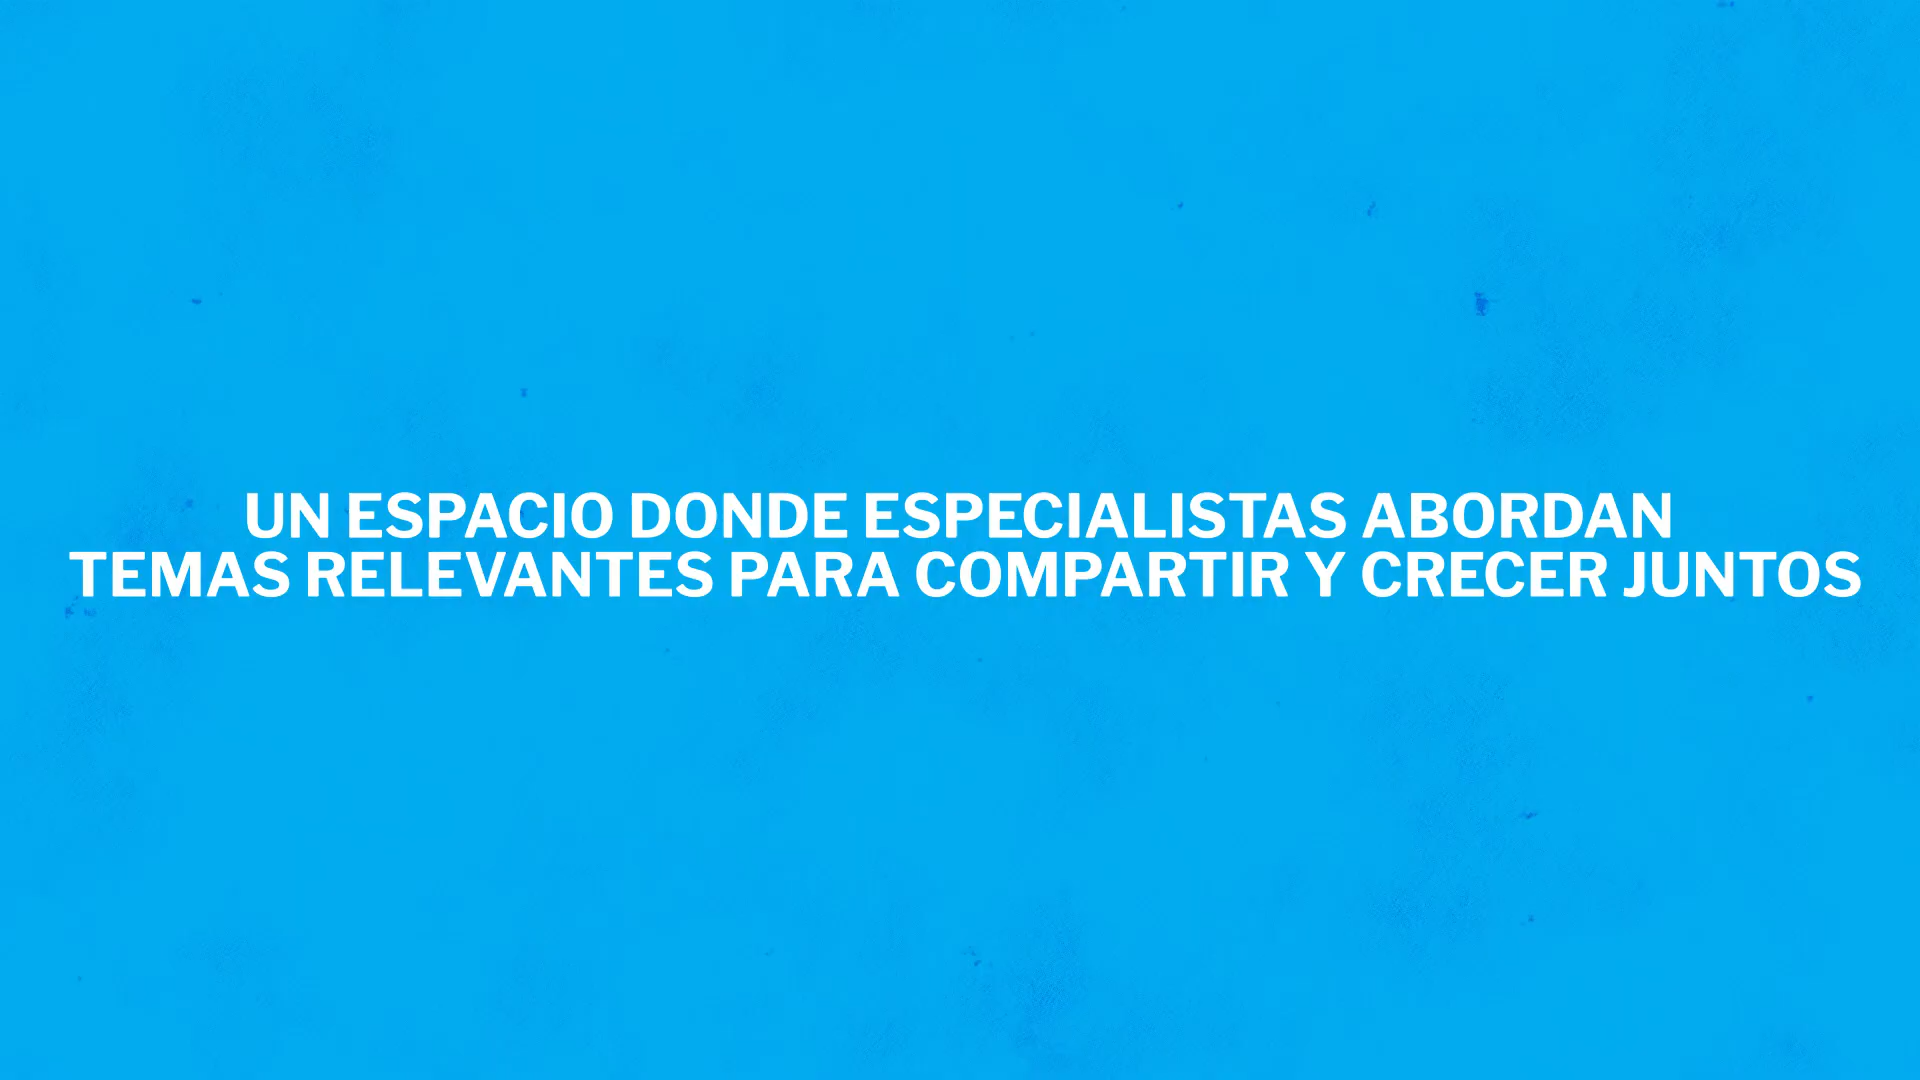 UN ESPACIO DONDE ESPECIALISTAS ABORDAN
TEMAS RELEVANTES PARA COMPARTIR Y CRECER JUNTOS